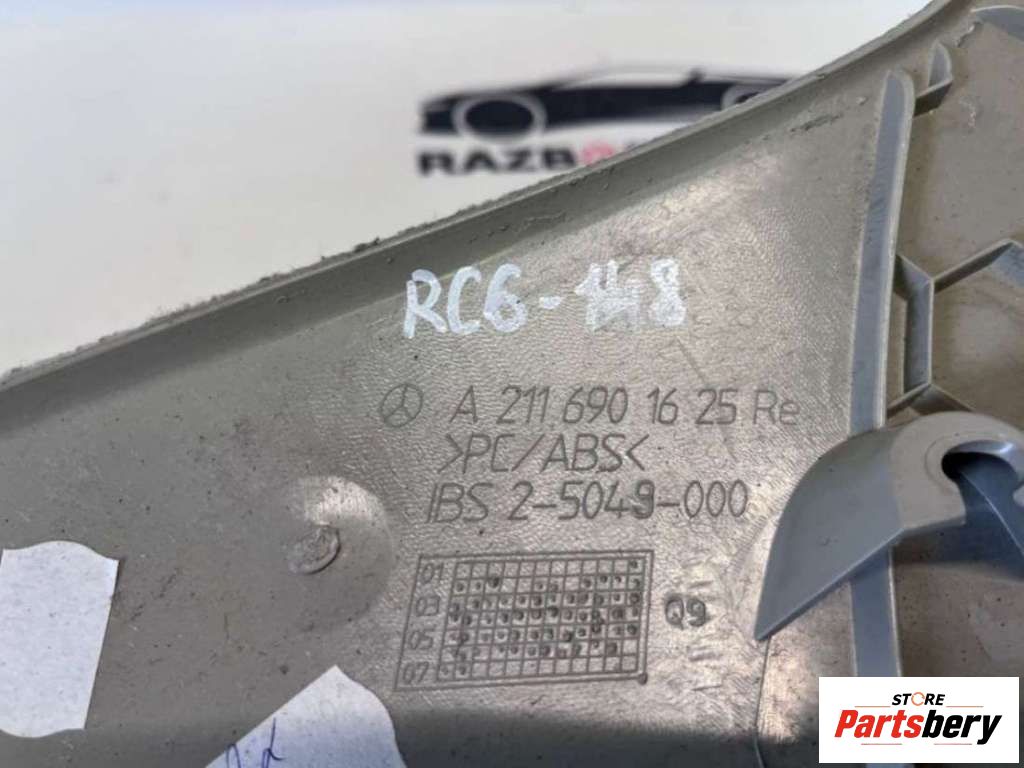 RAZB
RC6-148
A 211 690 16 25 Re
>PC/ABS<
IBS 2-5049-000
01
03
05
07
Q9
STORE
Partsbery